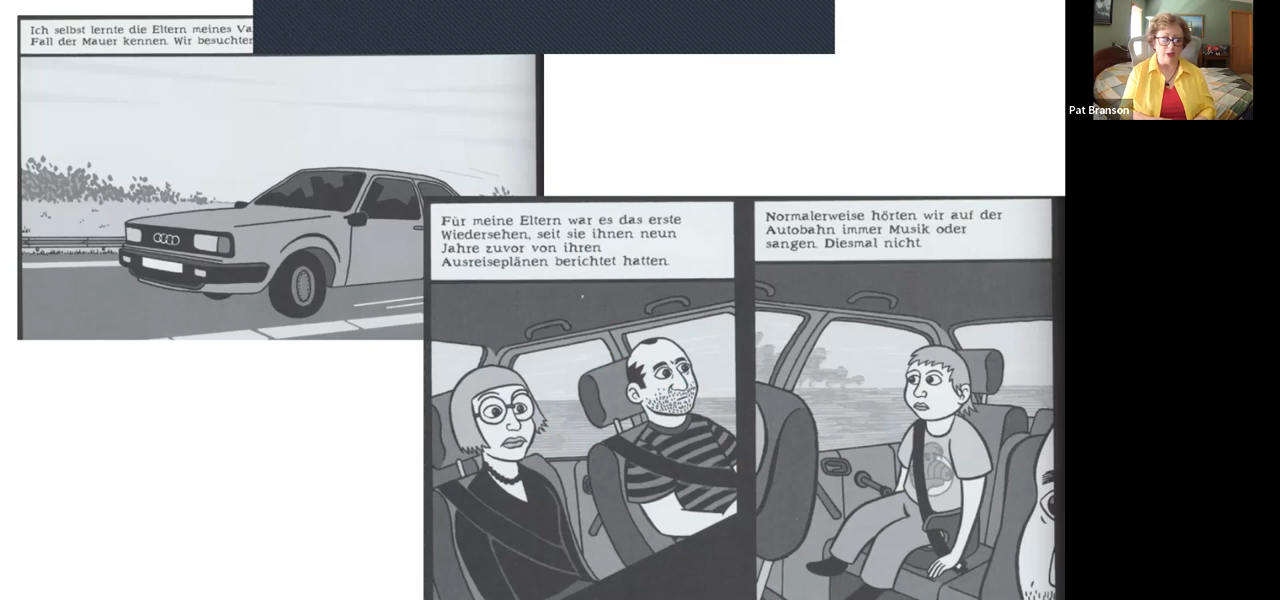 Ich selbst lernte die Eltern meines Va
Fall der Mauer kennen. Wir besuchter
Für meine Eltern war es das erste
Wiedersehen, seit sie ihnen neun
Jahre zuvor von ihren
Ausreiseplänen berichtet hatten.
Normalerweise hörten wir auf der
Autobahn immer Musik oder
sangen. Diesmal nicht.
Pat Branson